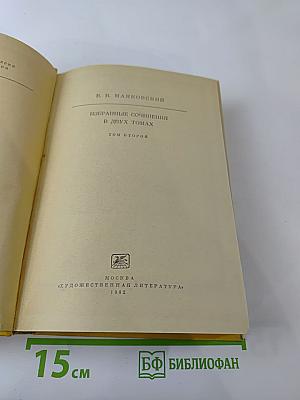 В. В. МАЯКОВСКИЙ
ИЗБРАННЫЕ СОЧИНЕНИЯ
В ДВУХ ТОМАХ
ТОМ ВТОРОЙ
МОСКВА
«ХУДОЖЕСТВЕННАЯ ЛИТЕРАТУРА»
1982
15 см
БФ БИБЛИОФАН